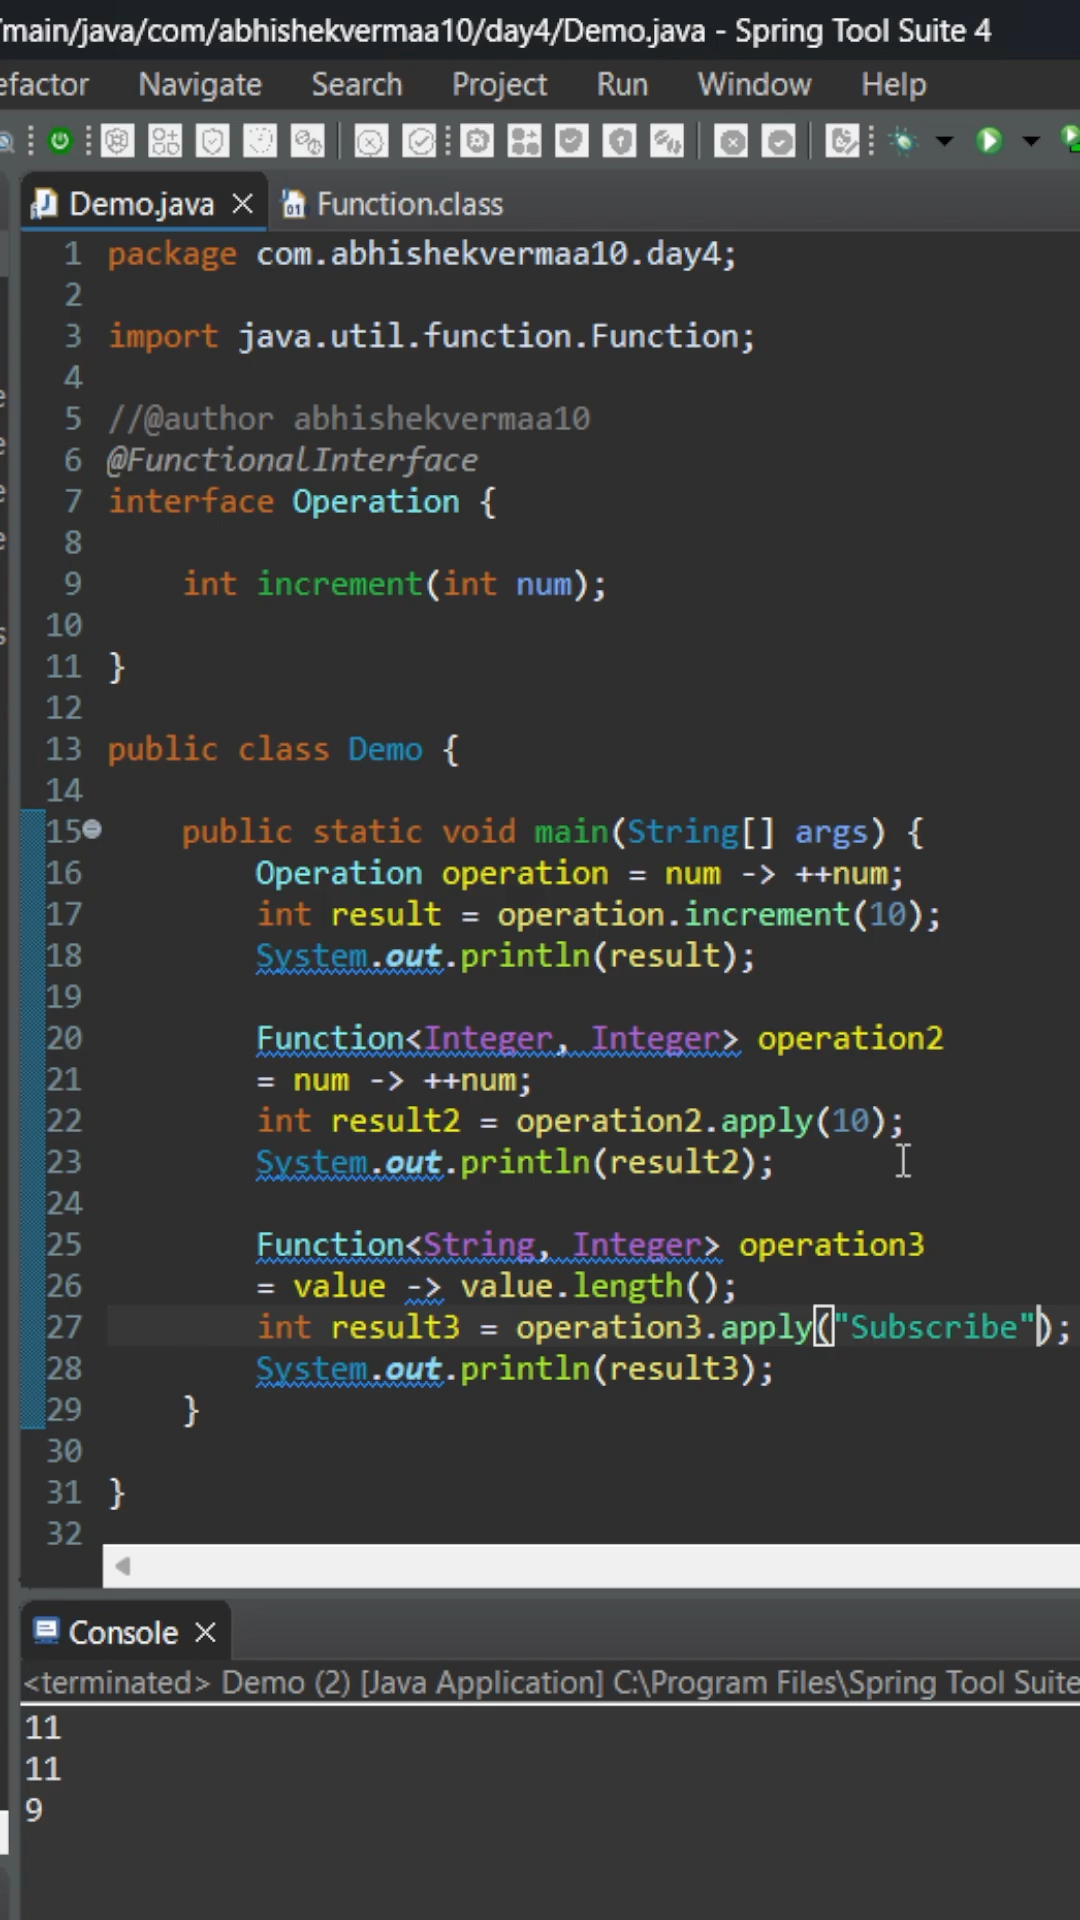 /main/java/com/abhishekvermaa10/day4/Demo.java - Spring Tool Suite 4
efactor Navigate Search Project Run Window Help
Demo.java Function.class
1 package com.abhishekvermaa10.day4;
2
3 import java.util.function.Function;
4
5 //@author abhishekvermaa10
6 @FunctionalInterface
7 interface Operation {
8
9 int increment(int num);
10
11 }
12
13 public class Demo {
14
15 public static void main(String[] args) {
16 Operation operation = num -> ++num;
17 int result = operation.increment(10);
18 System.out.println(result);
19
20 Function<Integer, Integer> operation2
21 = num -> ++num;
22 int result2 = operation2.apply(10);
23 System.out.println(result2);
24
25 Function<String, Integer> operation3
26 = value -> value.length();
27 int result3 = operation3.apply("Subscribe");
28 System.out.println(result3);
29 }
30
31 }
32
Console
<terminated> Demo (2) [Java Application] C:\Program Files\Spring Tool Suite
11
11
9